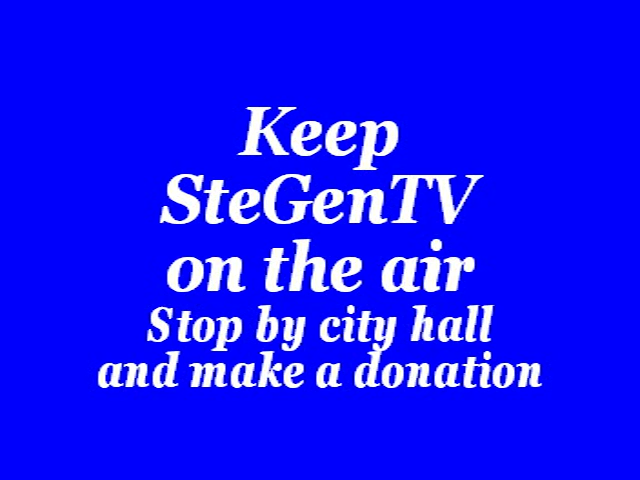 Keep
SteGenTV
on the air
Stop by city hall
and make a donation